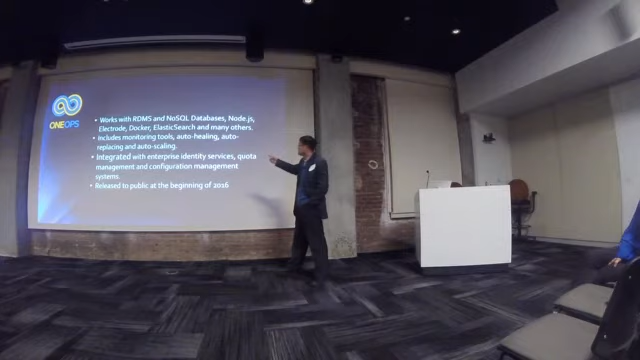 ONEOPS
• Works with RDMS and NoSQL Databases, Node.js,
Electrode, Docker, ElasticSearch and many others.
• Includes monitoring tools, auto-healing, auto-
replacing and auto-scaling.
• Integrated with enterprise identity services, quota
management and configuration management
systems.
• Released to public at the beginning of 2016